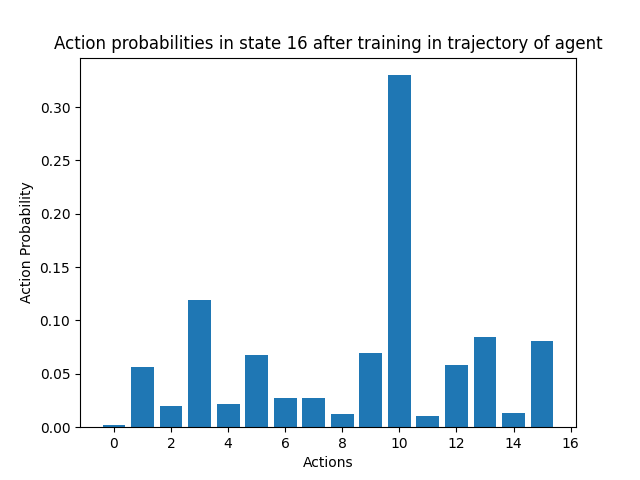 Action probabilities in state 16 after training in trajectory of agent
0.30
0.25
0.20
0.15
0.10
0.05
0.00
Action Probability
0 2 4 6 8 10 12 14 16
Actions